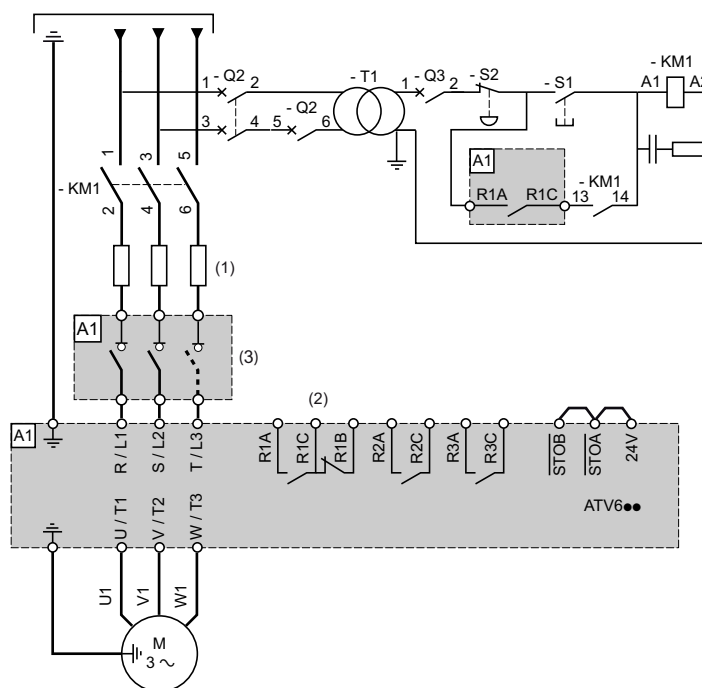 1
- Q2
2
- T1
1
- Q3
2
- S2
- S1
- KM1
A1
A2
3
4
5
- Q2
6
1
3
5
- KM1
2
4
6
A1
R1A
R1C
13
- KM1
14
(1)
A1
(3)
(2)
A1
R / L1
S / L2
T / L3
R1A
R1C
R1B
R2A
R2C
R3A
R3C
STOB
STOA
24V
ATV6●●
U / T1
V / T2
W / T3
U1
V1
W1
M
3 ~